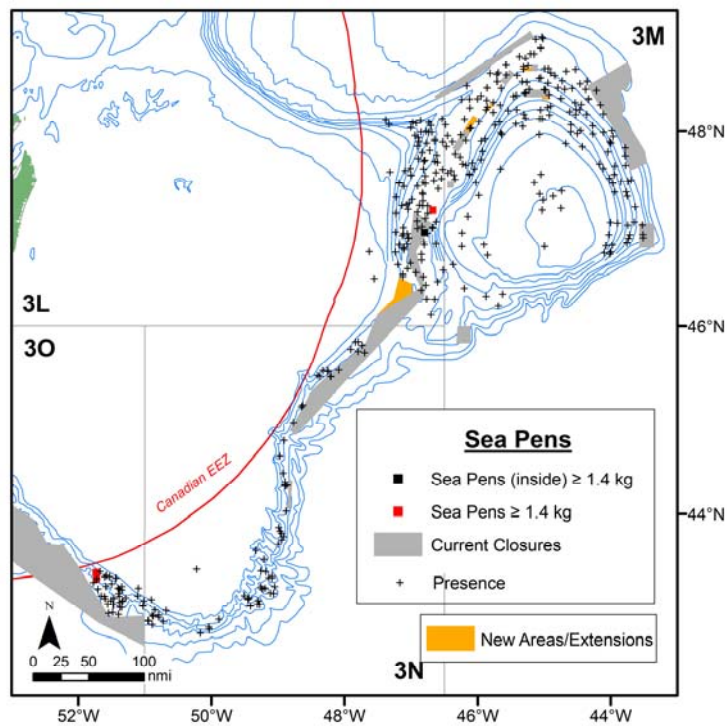 3M
48°N
3L
46°N
3O
Sea Pens
Sea Pens (inside) ≥ 1.4 kg
Canadian EEZ
Sea Pens ≥ 1.4 kg
44°N
Current Closures
Presence
N
New Areas/Extensions
0 25 50 100
nmi
3N
52°W 50°W 48°W 46°W 44°W